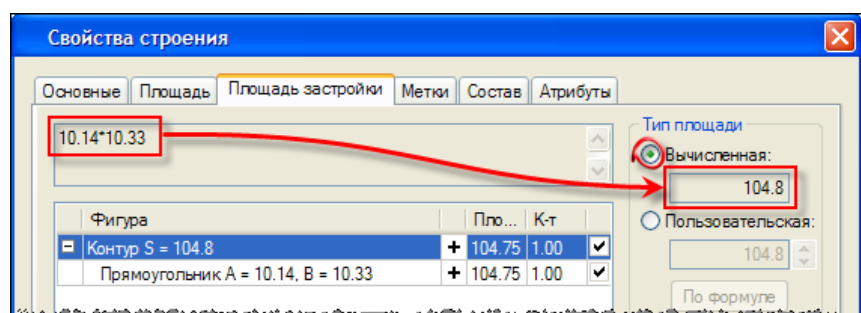 Свойства строения
Основные Площадь Площадь застройки Метки Состав Атрибуты
10.14*10.33
Тип площади
Вычисленная:
104.8
Пользовательская:
104.8
По формуле
Фигура Пло... К-т
Контур S = 104.8 + 104.75 1.00
Прямоугольник A = 10.14, B = 10.33 + 104.75 1.00